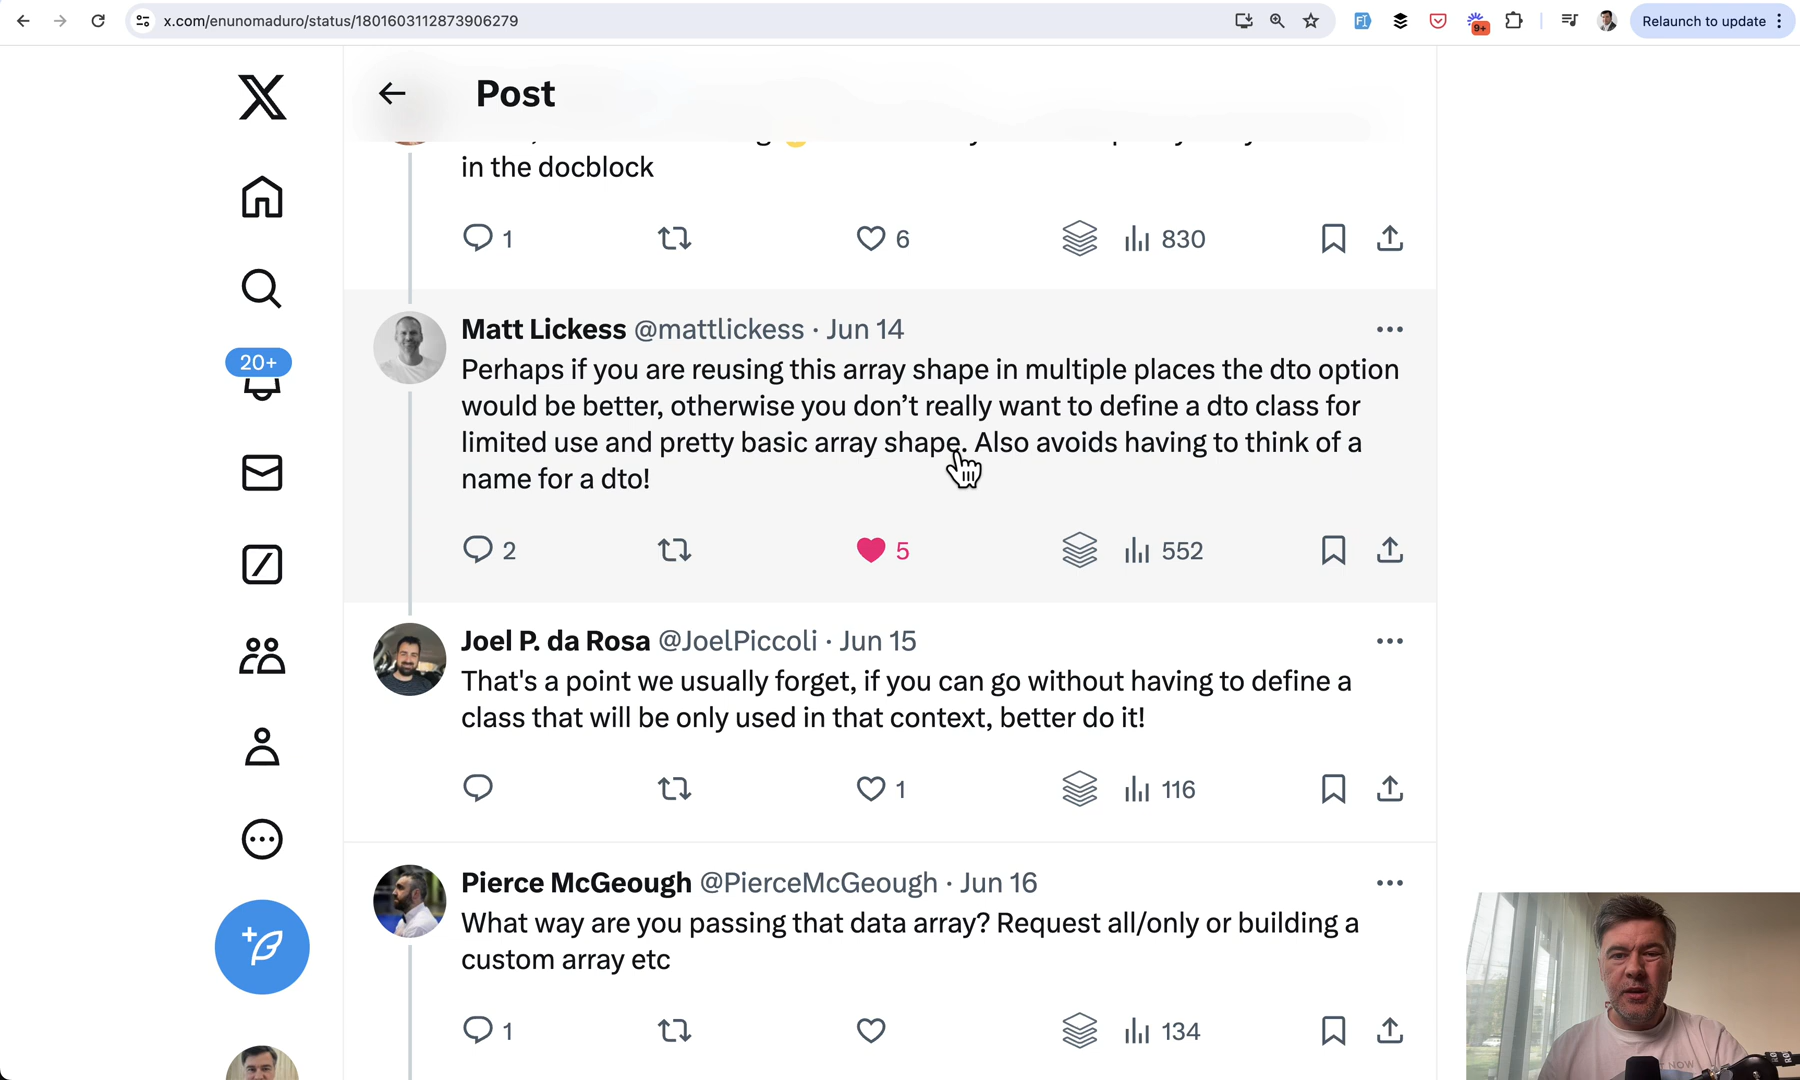 x.com/enunomaduro/status/1801603112873906279
9+
Relaunch to update
Post
in the docblock
1
6
830
20+
Matt Lickess @mattlickess · Jun 14
Perhaps if you are reusing this array shape in multiple places the dto option
would be better, otherwise you don’t really want to define a dto class for
limited use and pretty basic array shape. Also avoids having to think of a
name for a dto!
2
5
552
Joel P. da Rosa @JoelPiccoli · Jun 15
That's a point we usually forget, if you can go without having to define a
class that will be only used in that context, better do it!
1
116
Pierce McGeough @PierceMcGeough · Jun 16
What way are you passing that data array? Request all/only or building a
custom array etc
1
134
NOW